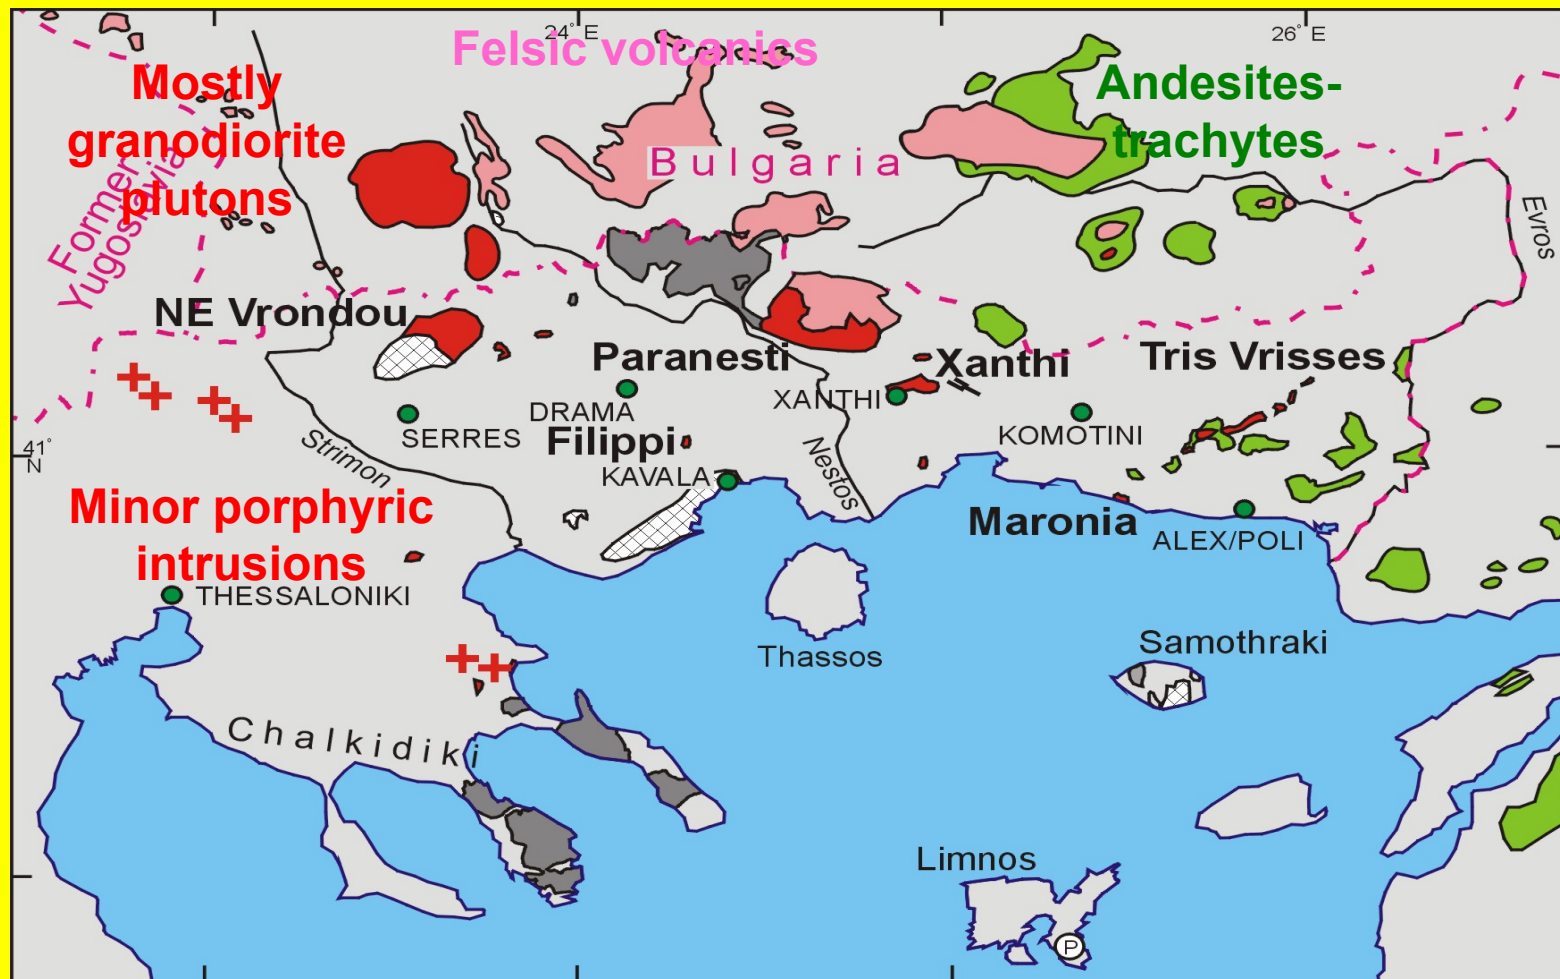 24° E
26° E
Felsic volcanics
Mostly
granodiorite
plutons
Andesites-
trachytes
Bulgaria
Former
Yugoslavia
Evros
NE Vrondou
Paranesti
Xanthi
Tris Vrisses
XANTHI
DRAMA
SERRES
Filippi
KOMOTINI
41°
N
Strimon
Nestos
KAVALA
Minor porphyric
intrusions
Maronia
ALEX/POLI
THESSALONIKI
Thassos
Samothraki
Chalkidiki
Limnos
P